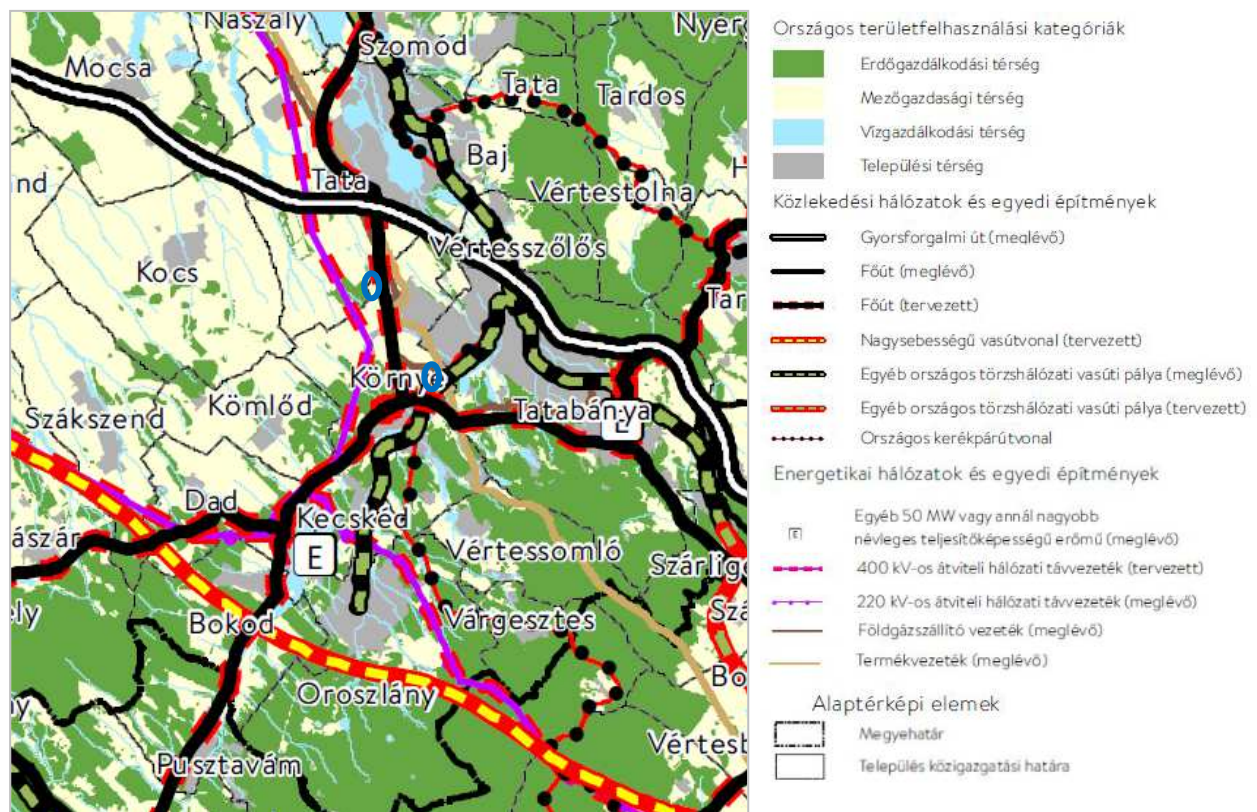 Naszály
Nyerg
Szomód
Mocsa
Tata
Tardos
Baj
H
nd
Tata
Vértestolna
Vértesszőlős
Kocs
Tar
Környe
Kömlőd
Szákszend
Tatabánya
E
Dad
ászár
Kecskéd
E
Vértessomló
Szárlige
ely
Szá
Bokod
Várgesztes
Bo
Oroszlány
ny
Vértesb
Pusztavám
Országos területfelhasználási kategóriák
Erdőgazdálkodási térség
Mezőgazdasági térség
Vízgazdálkodási térség
Települési térség
Közlekedési hálózatok és egyedi építmények
Gyorsforgalmi út (meglévő)
Főút (meglévő)
Főút (tervezett)
Nagysebességű vasútvonal (tervezett)
Egyéb országos törzshálózati vasúti pálya (meglévő)
Egyéb országos törzshálózati vasúti pálya (tervezett)
Országos kerékpárútvonal
Energetikai hálózatok és egyedi építmények
E
Egyéb 50 MW vagy annál nagyobb
névleges teljesítőképességű erőmű (meglévő)
400 kV-os átviteli hálózati távvezeték (tervezett)
220 kV-os átviteli hálózati távvezeték (meglévő)
Földgázszállító vezeték (meglévő)
Termékvezeték (meglévő)
Alaptérképi elemek
Megyehatár
Település közigazgatási határa